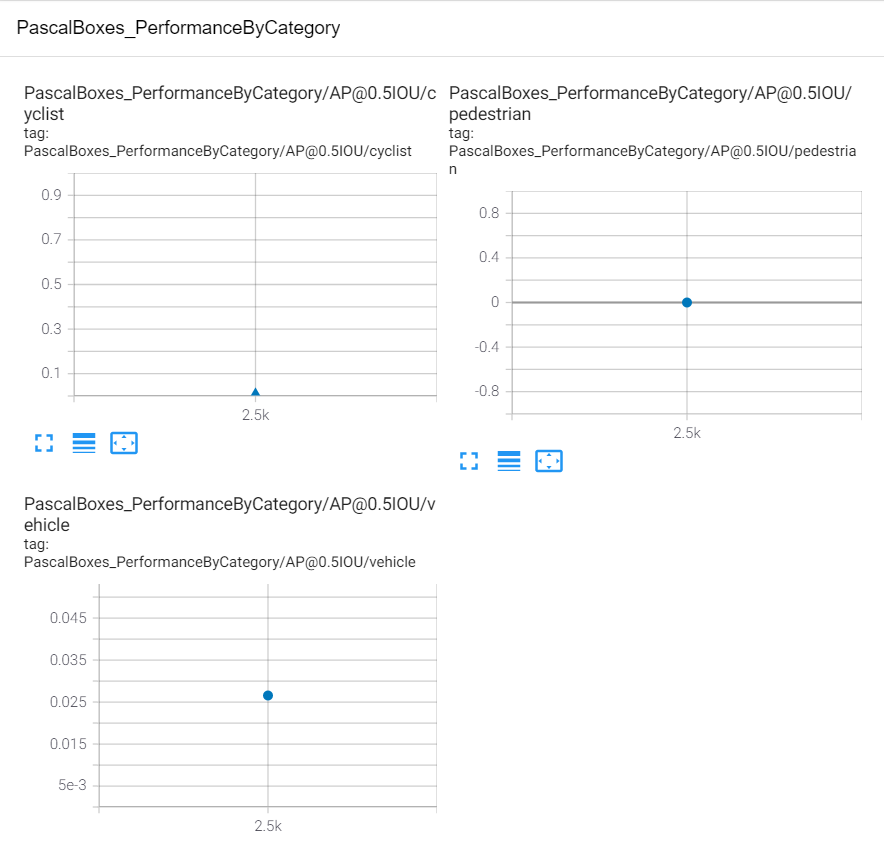 PascalBoxes_PerformanceByCategory
PascalBoxes_PerformanceByCategory/AP@0.5IOU/c
yclist
tag:
PascalBoxes_PerformanceByCategory/AP@0.5IOU/cyclist
0.9
0.7
0.5
0.3
0.1
2.5k
PascalBoxes_PerformanceByCategory/AP@0.5IOU/
pedestrian
tag:
PascalBoxes_PerformanceByCategory/AP@0.5IOU/pedestria
n
0.8
0.4
0
-0.4
-0.8
2.5k
PascalBoxes_PerformanceByCategory/AP@0.5IOU/v
ehicle
tag:
PascalBoxes_PerformanceByCategory/AP@0.5IOU/vehicle
0.045
0.035
0.025
0.015
5e-3
2.5k